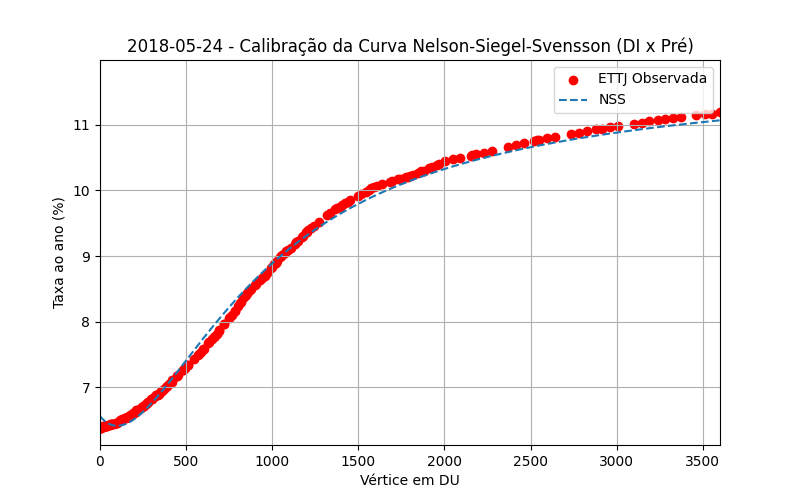 2018-05-24 - Calibração da Curva Nelson-Siegel-Svensson (DI x Pré)
ETTJ Observada
NSS
11
10
9
8
7
Taxa ao ano (%)
0 500 1000 1500 2000 2500 3000 3500
Vértice em DU